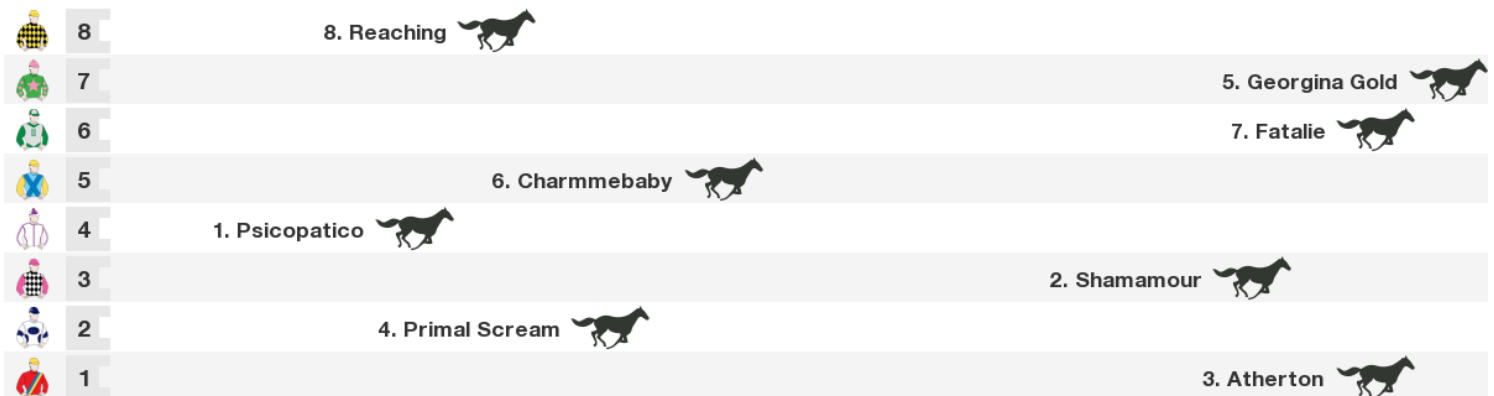 8 8. Reaching
7 5. Georgina Gold
6 7. Fatalie
5 6. Charmmebaby
4 1. Psicopatico
3 2. Shamamour
2 4. Primal Scream
1 3. Atherton